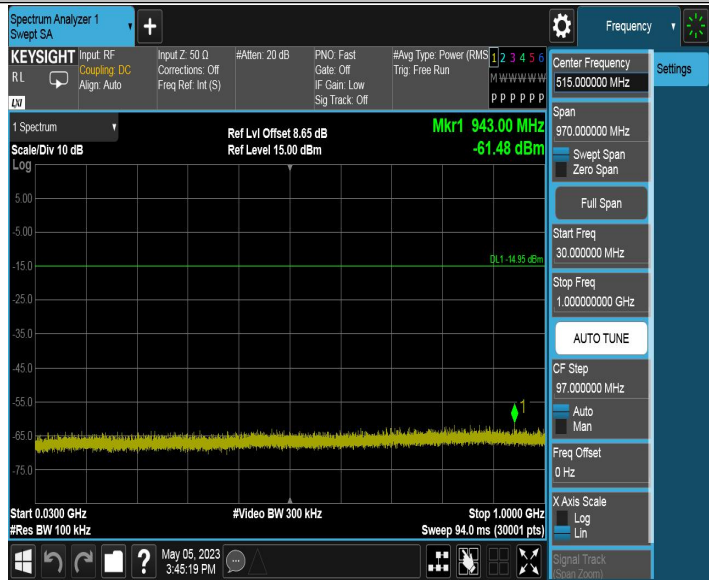 Spectrum Analyzer 1
Swept SA
+
Frequency
KEYSIGHT
RL
LXI
Input: RF
Coupling: DC
Align: Auto
Input Z: 50 Ω
Corrections: Off
Freq Ref: Int (S)
#Atten: 20 dB
PNO: Fast
Gate: Off
IF Gain: Low
Sig Track: Off
#Avg Type: Power (RMS
Trig: Free Run
1 2 3 4 5 6
M W W W W W
P P P P P P
Settings
Center Frequency
515.000000 MHz
Span
970.000000 MHz
Swept Span
Zero Span
Full Span
Start Freq
30.000000 MHz
Stop Freq
1.000000000 GHz
AUTO TUNE
CF Step
97.000000 MHz
Auto
Man
Freq Offset
0 Hz
X Axis Scale
Log
Lin
Signal Track
(Span Zoom)
1 Spectrum
Scale/Div 10 dB
Ref Lvl Offset 8.65 dB
Ref Level 15.00 dBm
Mkr1 943.00 MHz
-61.48 dBm
Log
5.00
-5.00
-15.0
DL1 -14.95 dBm
-25.0
-35.0
-45.0
-55.0
1
-65.0
-75.0
Start 0.0300 GHz
#Video BW 300 kHz
Stop 1.0000 GHz
#Res BW 100 kHz
Sweep 94.0 ms (30001 pts)
?
May 05, 2023
3:45:19 PM